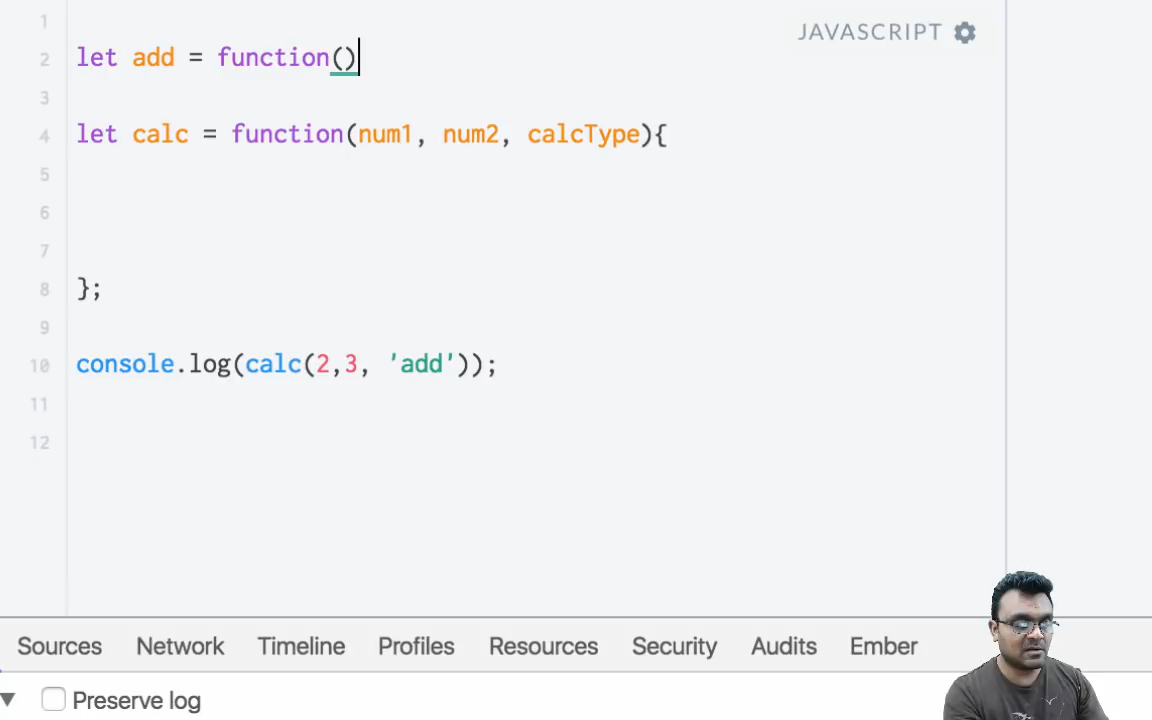 JAVASCRIPT
1
2 let add = function()
3
4 let calc = function(num1, num2, calcType){
5
6
7
8 };
9
10 console.log(calc(2,3, 'add'));
11
12
Sources Network Timeline Profiles Resources Security Audits Ember
Preserve log